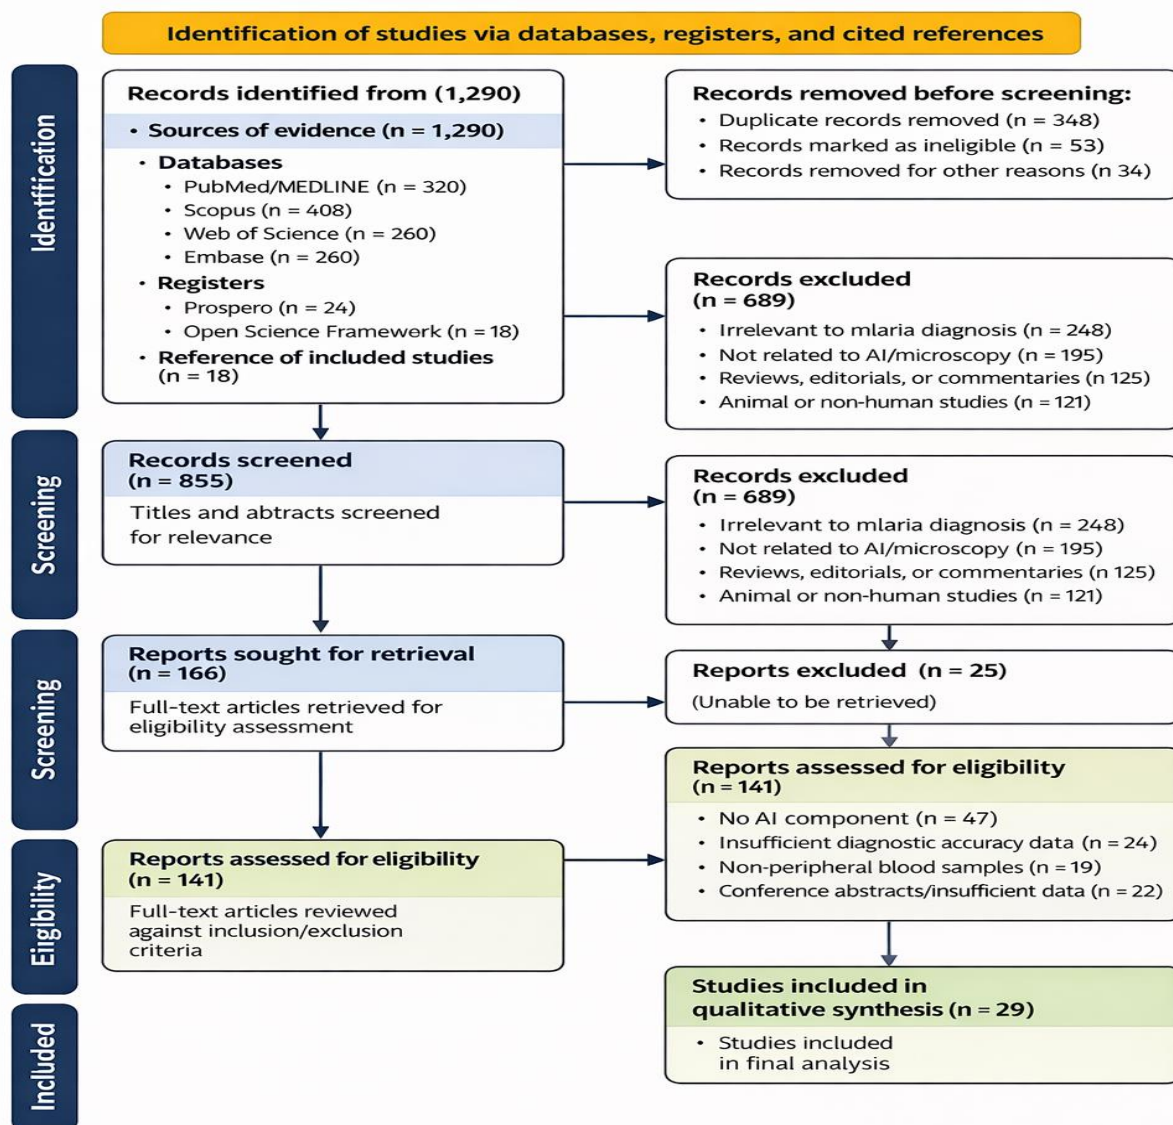 Identification of studies via databases, registers, and cited references
Identification
Records identified from (1,290)
• Sources of evidence (n = 1,290)
• Databases
• PubMed/MEDLINE (n = 320)
• Scopus (n = 408)
• Web of Science (n = 260)
• Embase (n = 260)
• Registers
• Prospero (n = 24)
• Open Science Framework (n = 18)
• Reference of included studies
(n = 18)
Records removed before screening:
• Duplicate records removed (n = 348)
• Records marked as ineligible (n = 53)
• Records removed for other reasons (n 34)
Records excluded
(n = 689)
• Irrelevant to mlaria diagnosis (n = 248)
• Not related to AI/microscopy (n = 195)
• Reviews, editorials, or commentaries (n 125)
• Animal or non-human studies (n = 121)
Screening
Records screened
(n = 855)
Titles and abtracts screened
for relevance
Records excluded
(n = 689)
• Irrelevant to mlaria diagnosis (n = 248)
• Not related to AI/microscopy (n = 195)
• Reviews, editorials, or commentaries (n 125)
• Animal or non-human studies (n = 121)
Screening
Reports sought for retrieval
(n = 166)
Full-text articles retrieved for
eligibility assessment
Reports excluded (n = 25)
(Unable to be retrieved)
Eligibility
Reports assessed for eligibility
(n = 141)
Full-text articles reviewed
against inclusion/exclusion
criteria
Reports assessed for eligibility
(n = 141)
• No AI component (n = 47)
• Insufficient diagnostic accuracy data (n = 24)
• Non-peripheral blood samples (n = 19)
• Conference abstracts/insufficient data (n = 22)
Included
Studies included in
qualitative synthesis (n = 29)
• Studies included
in final analysis